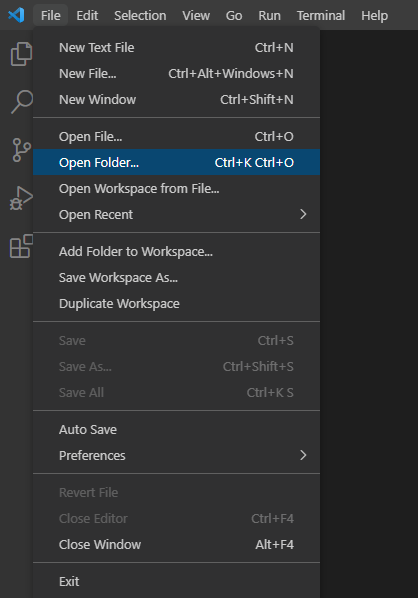 File Edit Selection View Go Run Terminal Help
New Text File Ctrl+N
New File... Ctrl+Alt+Windows+N
New Window Ctrl+Shift+N
Open File... Ctrl+O
Open Folder... Ctrl+K Ctrl+O
Open Workspace from File...
Open Recent
Add Folder to Workspace...
Save Workspace As...
Duplicate Workspace
Save Ctrl+S
Save As... Ctrl+Shift+S
Save All Ctrl+K S
Auto Save
Preferences
Revert File
Close Editor Ctrl+F4
Close Window Alt+F4
Exit